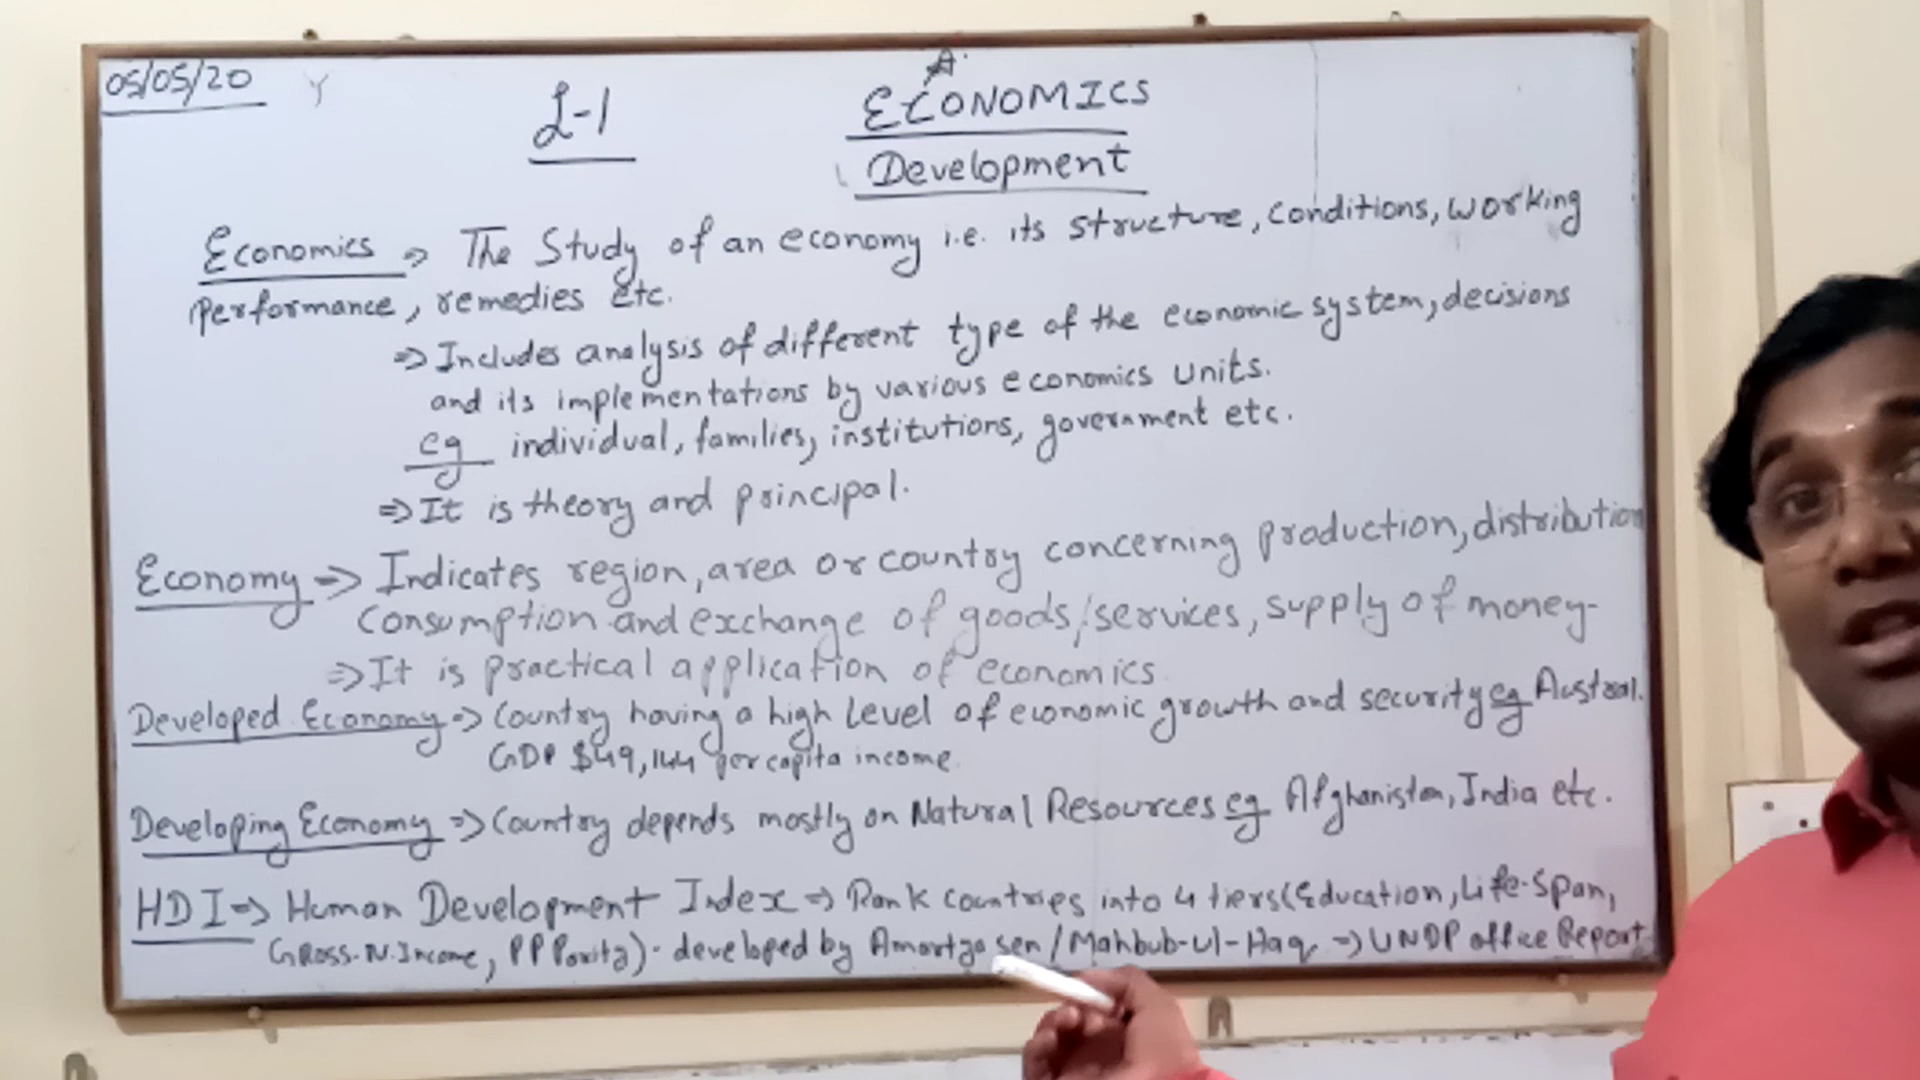 05/05/20
L-1
ECONOMICS
Development
Economics => The Study of an economy i.e. its structure, conditions, working
performance, remedies etc.
=> Includes analysis of different type of the economic system, decisions
and its implementations by various economics units.
eg individual, families, institutions, government etc.
=> It is theory and principal.
Economy => Indicates region, area or country concerning production, distribution
consumption and exchange of goods/services, supply of money-
=> It is practical application of economics.
Developed Economy => Country having a high level of economic growth and security eg Austral.
GDP $49,144 per capita income.
Developing Economy => Country depends mostly on Natural Resources eg Afghanistan, India etc.
HDI => Human Development Index => Rank countries into 4 tiers (Education, Life-Span,
Gross.N.Income, PPParity). developed by Amartya sen / Mahbub-ul-Haq => UNDP office Report